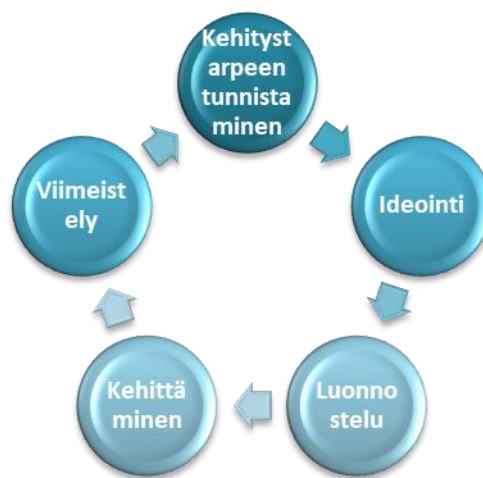 Kehityst
arpeen
tunnista
minen
Ideointi
Luonno
stelu
Kehittä
minen
Viimeist
ely